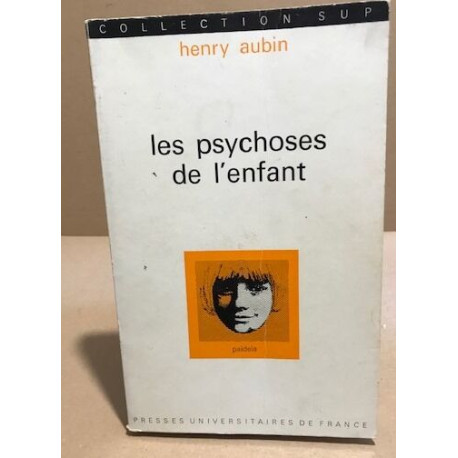 COLLECTION SUP
henry aubin
les psychoses
de l'enfant
paideia
PRESSES UNIVERSITAIRES DE FRANCE